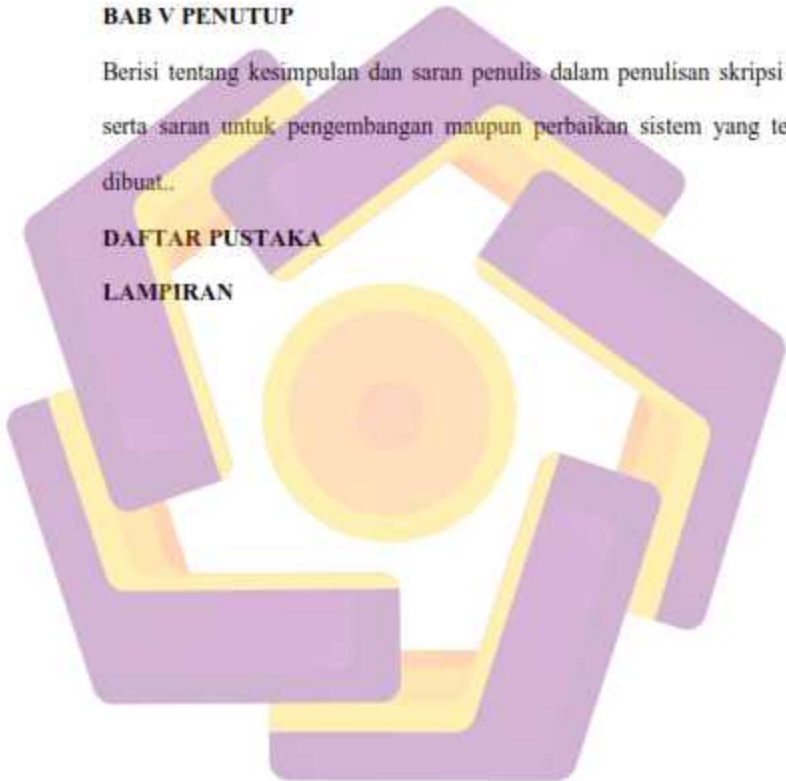 BAB V PENUTUP
Berisi tentang kesimpulan dan saran penulis dalam penulisan skripsi
serta saran untuk pengembangan maupun perbaikan sistem yang te
dibuat..
DAFTAR PUSTAKA
LAMPIRAN